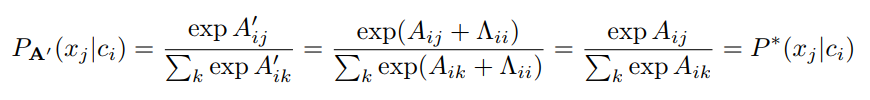 $P_{\mathbf{A}'}(x_j|c_i) = \frac{\exp A'_{ij}}{\sum_k \exp A'_{ik}} = \frac{\exp(A_{ij} + \Lambda_{ii})}{\sum_k \exp(A_{ik} + \Lambda_{ii})} = \frac{\exp A_{ij}}{\sum_k \exp A_{ik}} = P^*(x_j|c_i)$